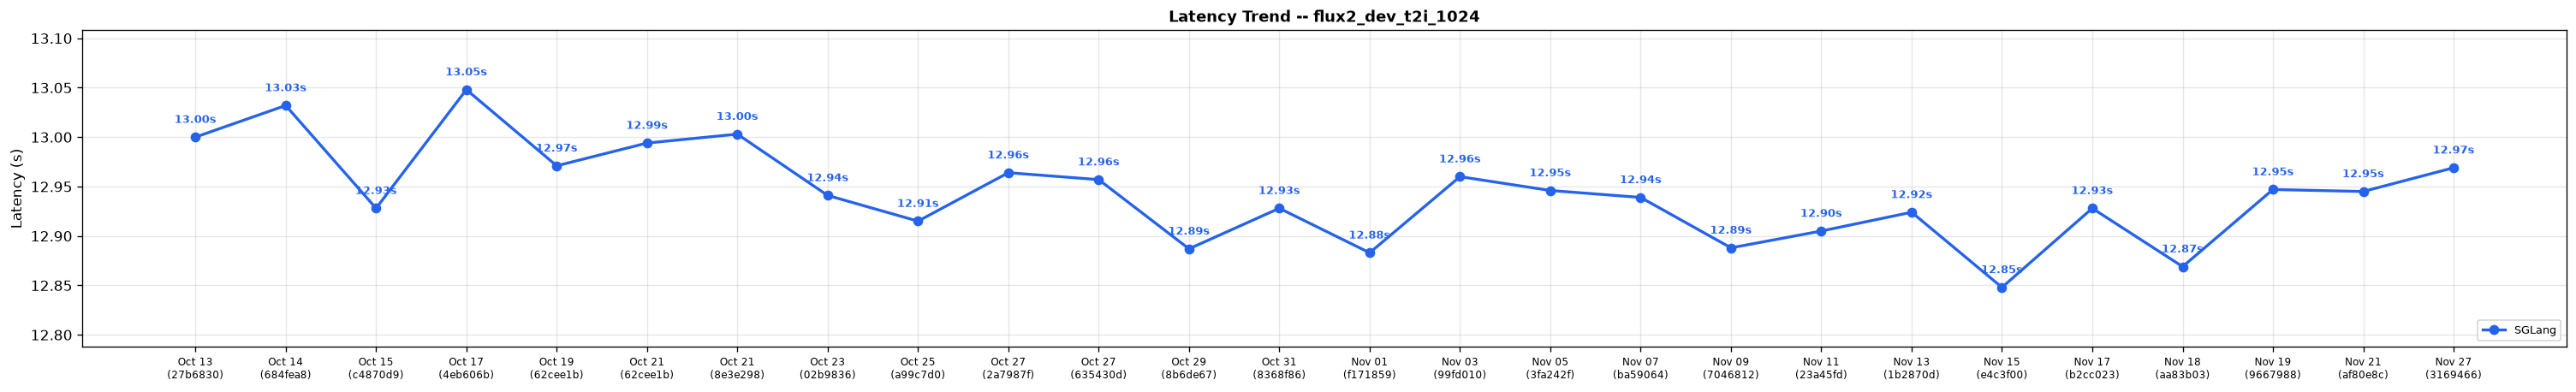 Latency Trend -- flux2_dev_t2i_1024
Latency (s)
13.10
13.05
13.00
12.95
12.90
12.85
12.80
13.00s
13.03s
12.93s
13.05s
12.97s
12.99s
13.00s
12.94s
12.91s
12.96s
12.96s
12.89s
12.93s
12.88s
12.96s
12.95s
12.94s
12.89s
12.90s
12.92s
12.85s
12.93s
12.87s
12.95s
12.95s
12.97s
SGLang
Oct 13
(27b6830)
Oct 14
(684fea8)
Oct 15
(c4870d9)
Oct 17
(4eb606b)
Oct 19
(62cee1b)
Oct 21
(62cee1b)
Oct 21
(8e3e298)
Oct 23
(02b9836)
Oct 25
(a99c7d0)
Oct 27
(2a7987f)
Oct 27
(635430d)
Oct 29
(8b6de67)
Oct 31
(8368f86)
Nov 01
(f171859)
Nov 03
(99fd010)
Nov 05
(3fa242f)
Nov 07
(ba59064)
Nov 09
(7046812)
Nov 11
(23a45fd)
Nov 13
(1b2870d)
Nov 15
(e4c3f00)
Nov 17
(b2cc023)
Nov 18
(aa83b03)
Nov 19
(9667988)
Nov 21
(af80e8c)
Nov 27
(3169466)